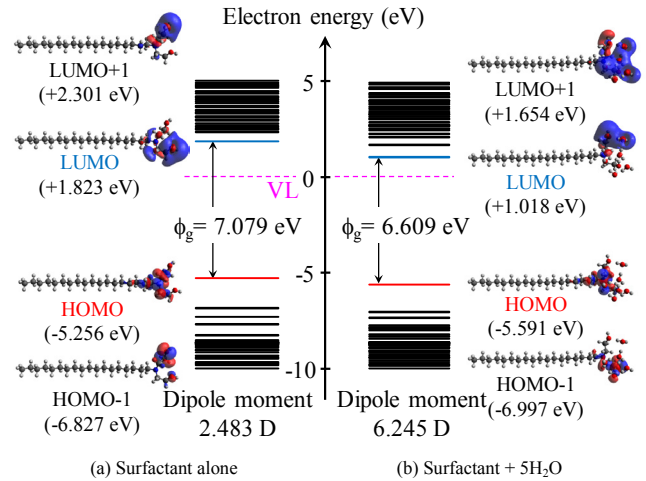 Electron energy (eV)
LUMO+1
(+2.301 eV)
LUMO
(+1.823 eV)
HOMO
(-5.256 eV)
HOMO-1
(-6.827 eV)
ϕg= 7.079 eV
VL
Dipole moment
2.483 D
(a) Surfactant alone
5
0
-5
-10
ϕg= 6.609 eV
Dipole moment
6.245 D
LUMO+1
(+1.654 eV)
LUMO
(+1.018 eV)
HOMO
(-5.591 eV)
HOMO-1
(-6.997 eV)
(b) Surfactant + 5H₂O